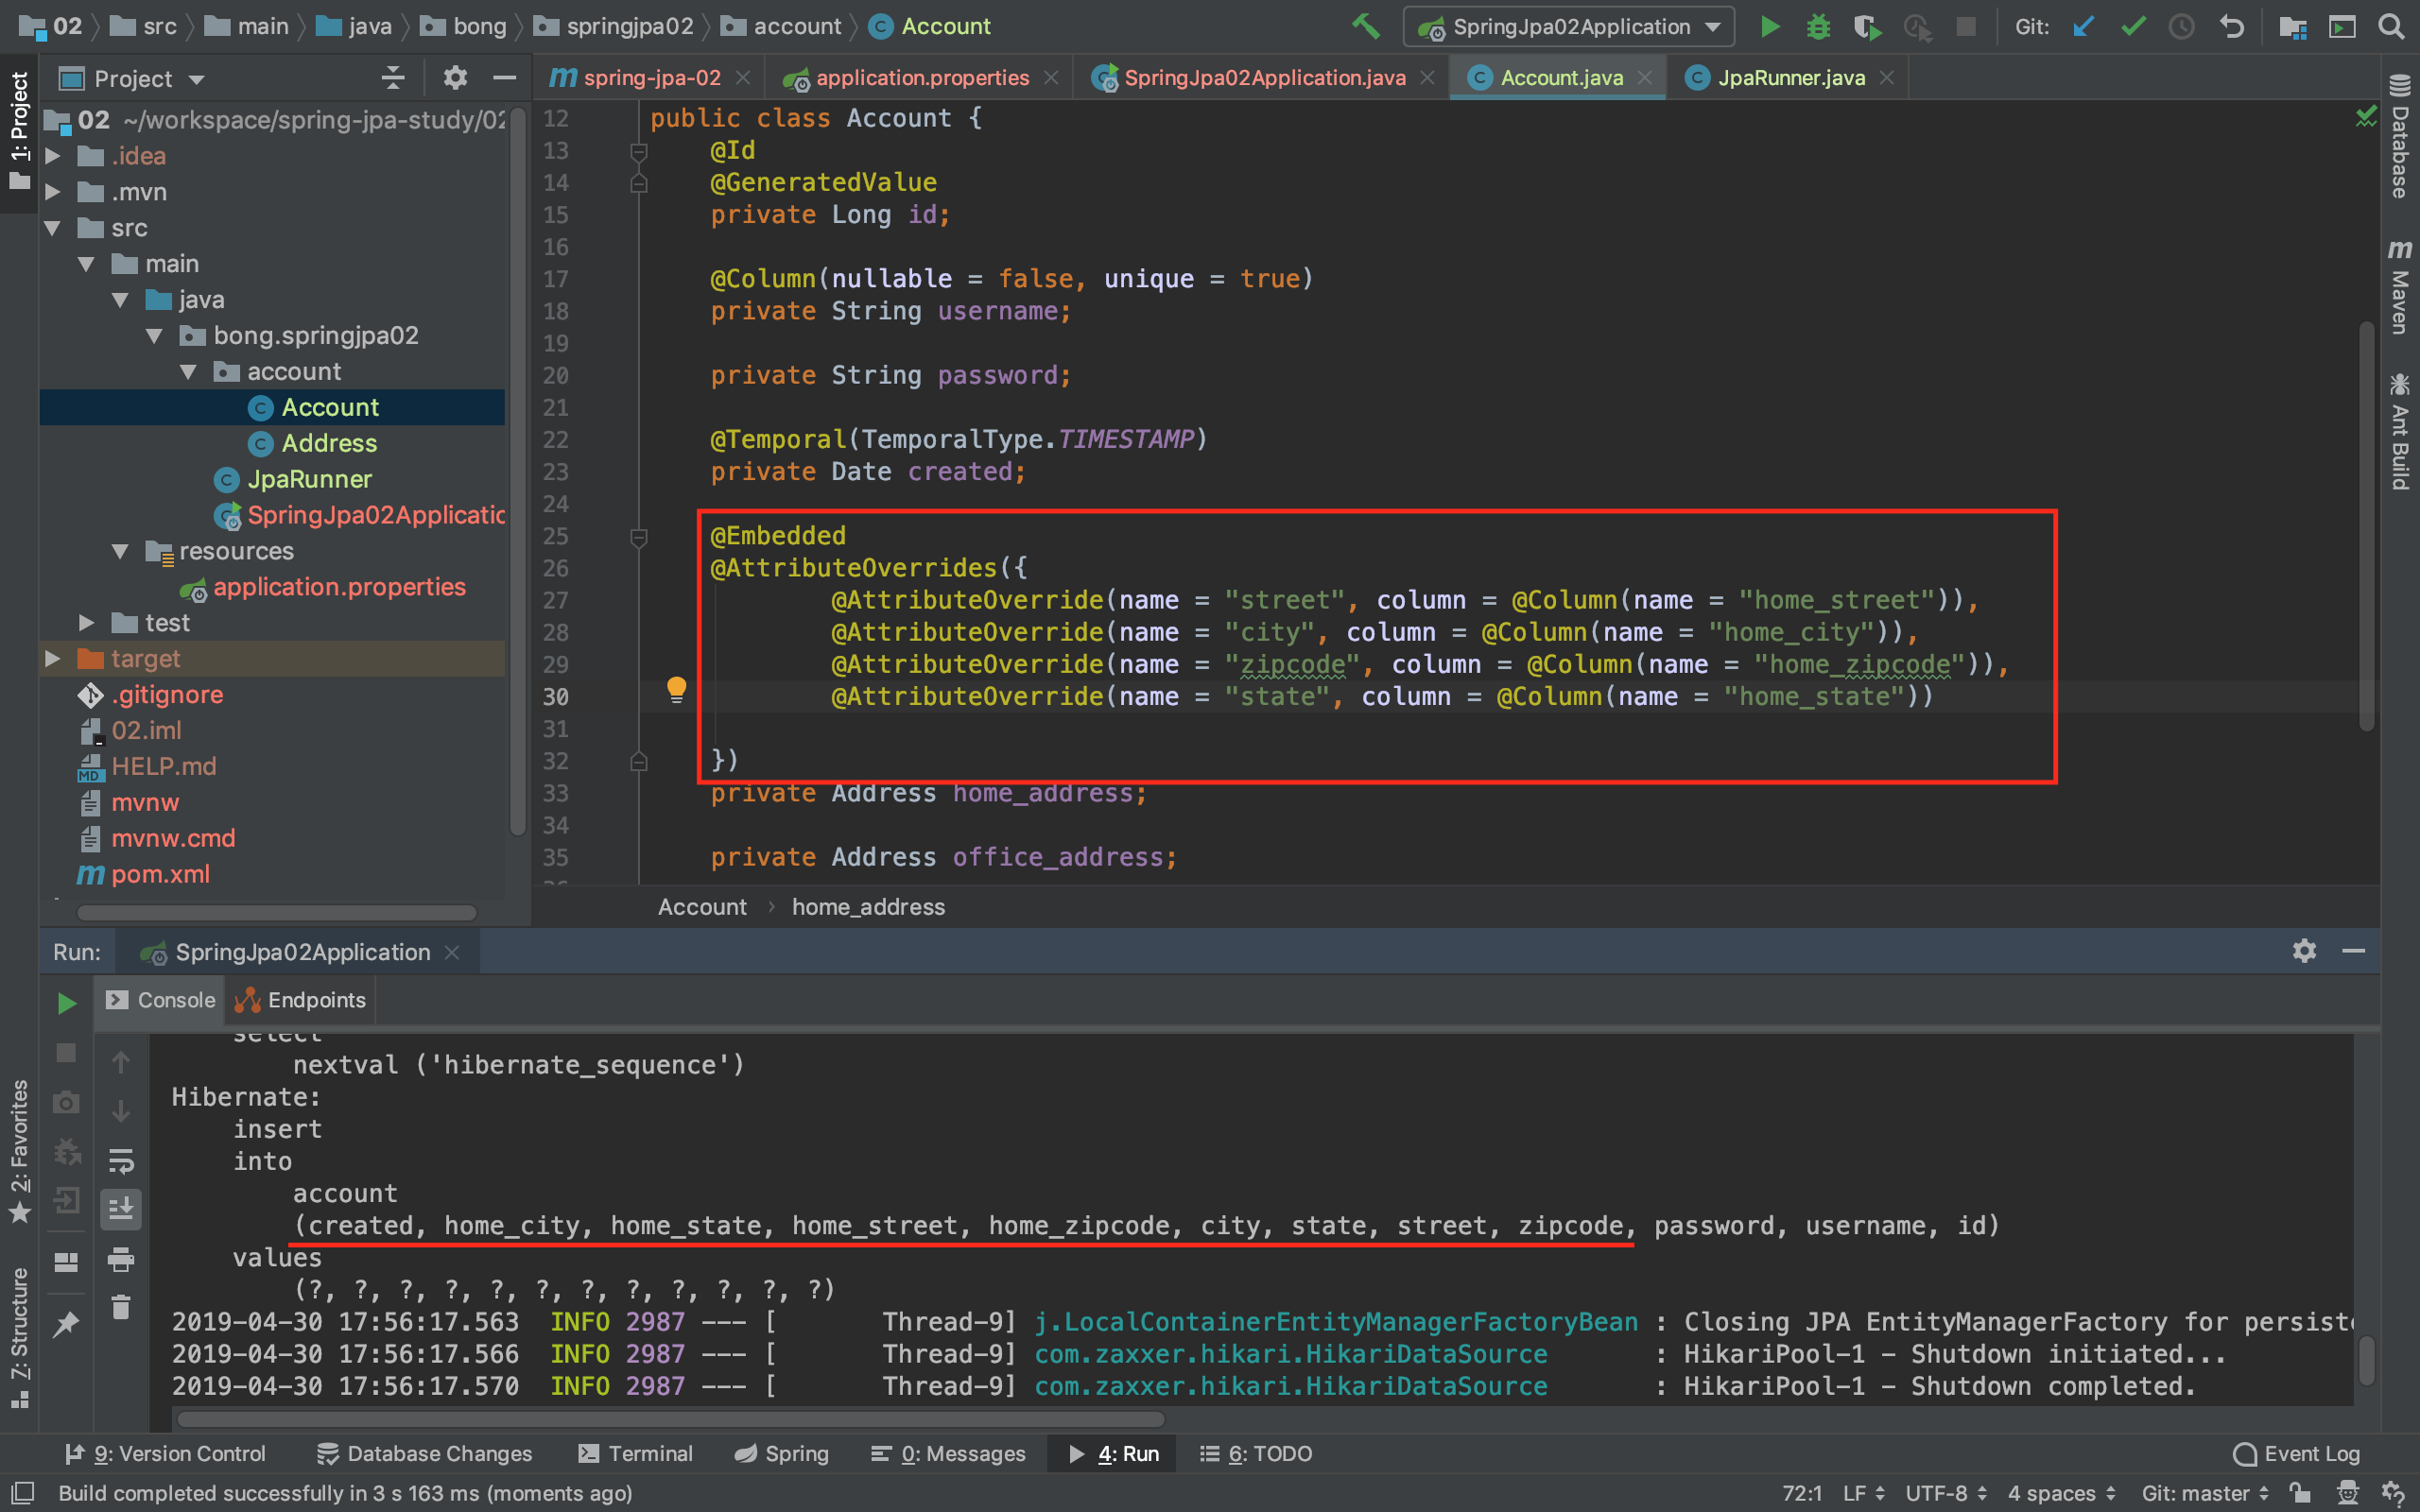 02 src main java bong springjpa02 account Account SpringJpa02Application Git:
1: Project
Project
spring-jpa-02 application.properties SpringJpa02Application.java Account.java JpaRunner.java
02 ~/workspace/spring-jpa-study/02
.idea
.mvn
src
main
java
bong.springjpa02
account
Account
Address
JpaRunner
SpringJpa02Applicatio
resources
application.properties
test
target
.gitignore
02.iml
HELP.md
mvnw
mvnw.cmd
pom.xml
12 public class Account {
13 @Id
14 @GeneratedValue
15 private Long id;
16
17 @Column(nullable = false, unique = true)
18 private String username;
19
20 private String password;
21
22 @Temporal(TemporalType.TIMESTAMP)
23 private Date created;
24
25 @Embedded
26 @AttributeOverrides({
27 @AttributeOverride(name = "street", column = @Column(name = "home_street")),
28 @AttributeOverride(name = "city", column = @Column(name = "home_city")),
29 @AttributeOverride(name = "zipcode", column = @Column(name = "home_zipcode")),
30 @AttributeOverride(name = "state", column = @Column(name = "home_state"))
31
32 })
33 private Address home_address;
34
35 private Address office_address;
Account › home_address
Database
Maven
Ant Build
Run: SpringJpa02Application
Console Endpoints
select
nextval ('hibernate_sequence')
Hibernate:
insert
into
account
(created, home_city, home_state, home_street, home_zipcode, city, state, street, zipcode, password, username, id)
values
(?, ?, ?, ?, ?, ?, ?, ?, ?, ?, ?, ?)
2019-04-30 17:56:17.563 INFO 2987 --- [ Thread-9] j.LocalContainerEntityManagerFactoryBean : Closing JPA EntityManagerFactory for persist
2019-04-30 17:56:17.566 INFO 2987 --- [ Thread-9] com.zaxxer.hikari.HikariDataSource : HikariPool-1 - Shutdown initiated...
2019-04-30 17:56:17.570 INFO 2987 --- [ Thread-9] com.zaxxer.hikari.HikariDataSource : HikariPool-1 - Shutdown completed.
2: Favorites
Z: Structure
9: Version Control Database Changes Terminal Spring 0: Messages 4: Run 6: TODO Event Log
Build completed successfully in 3 s 163 ms (moments ago) 72:1 LF UTF-8 4 spaces Git: master